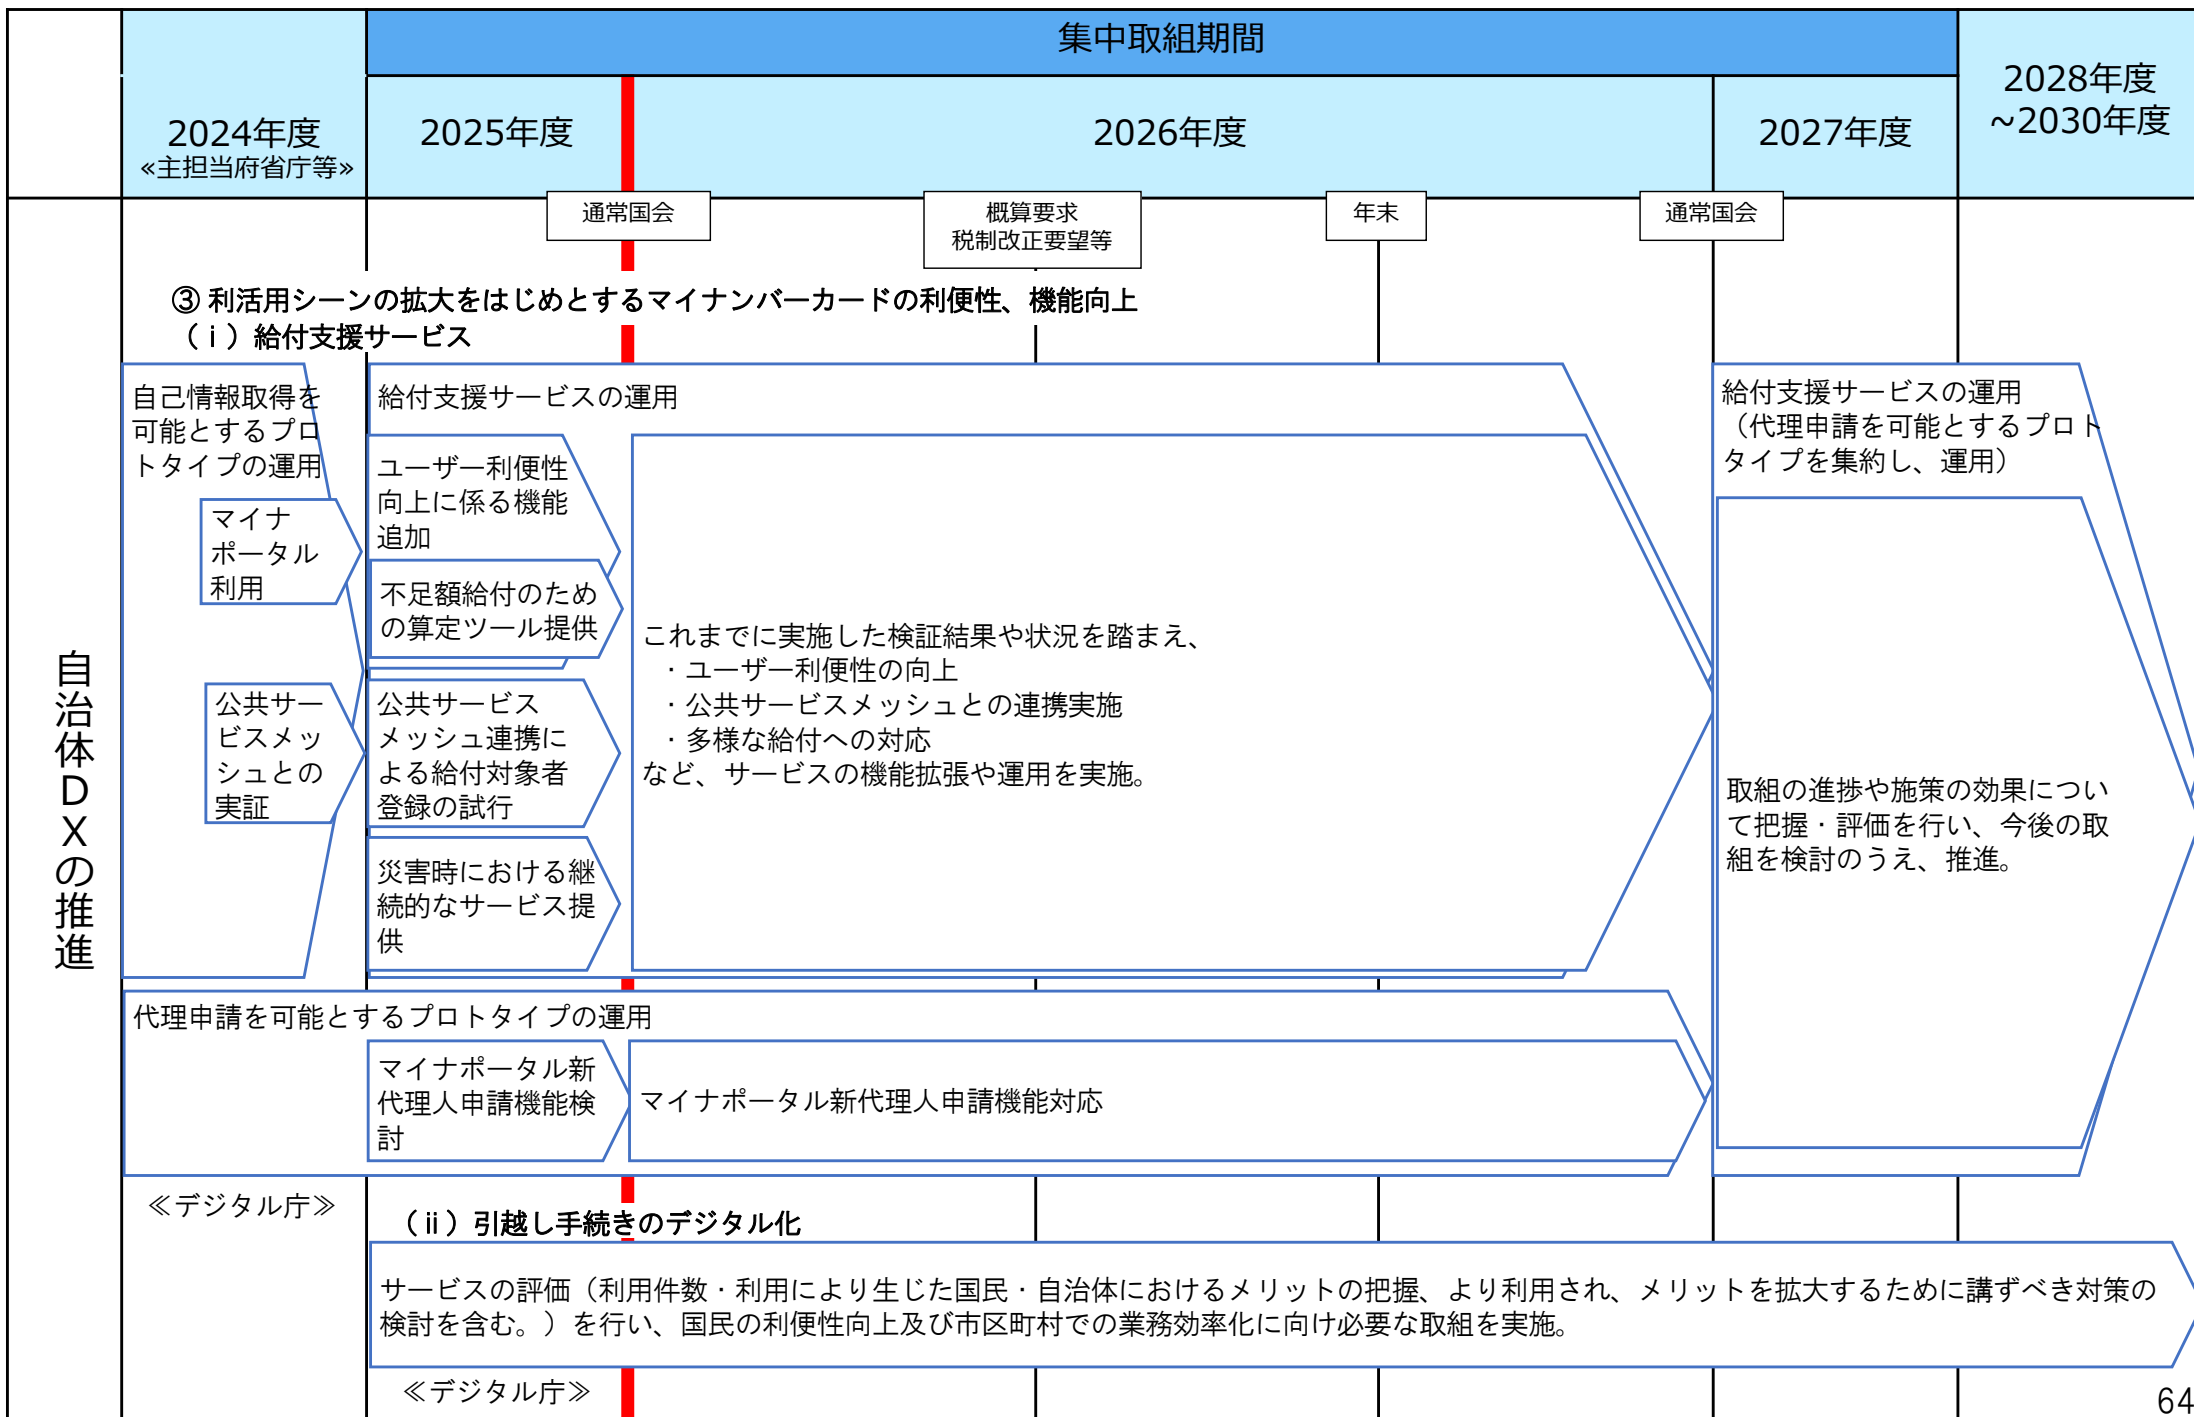 集中取組期間
2024年度
«主担当府省庁等»
2025年度
2026年度
2027年度
2028年度
~2030年度
通常国会
概算要求
税制改正要望等
年末
通常国会
自治体DXの推進
③ 利活用シーンの拡大をはじめとするマイナンバーカードの利便性、機能向上
（ⅰ）給付支援サービス
自己情報取得を
可能とするプロ
トタイプの運用
マイナ
ポータル
利用
公共サー
ビスメッ
シュとの
実証
給付支援サービスの運用
ユーザー利便性
向上に係る機能
追加
不足額給付のため
の算定ツール提供
公共サービス
メッシュ連携に
よる給付対象者
登録の試行
災害時における継
続的なサービス提
供
これまでに実施した検証結果や状況を踏まえ、
・ユーザー利便性の向上
・公共サービスメッシュとの連携実施
・多様な給付への対応
など、サービスの機能拡張や運用を実施。
給付支援サービスの運用
（代理申請を可能とするプロト
タイプを集約し、運用）
取組の進捗や施策の効果につい
て把握・評価を行い、今後の取
組を検討のうえ、推進。
代理申請を可能とするプロトタイプの運用
マイナポータル新
代理人申請機能検
討
マイナポータル新代理人申請機能対応
≪デジタル庁≫
（ⅱ）引越し手続きのデジタル化
サービスの評価（利用件数・利用により生じた国民・自治体におけるメリットの把握、より利用され、メリットを拡大するために講ずべき対策の
検討を含む。）を行い、国民の利便性向上及び市区町村での業務効率化に向け必要な取組を実施。
≪デジタル庁≫
64